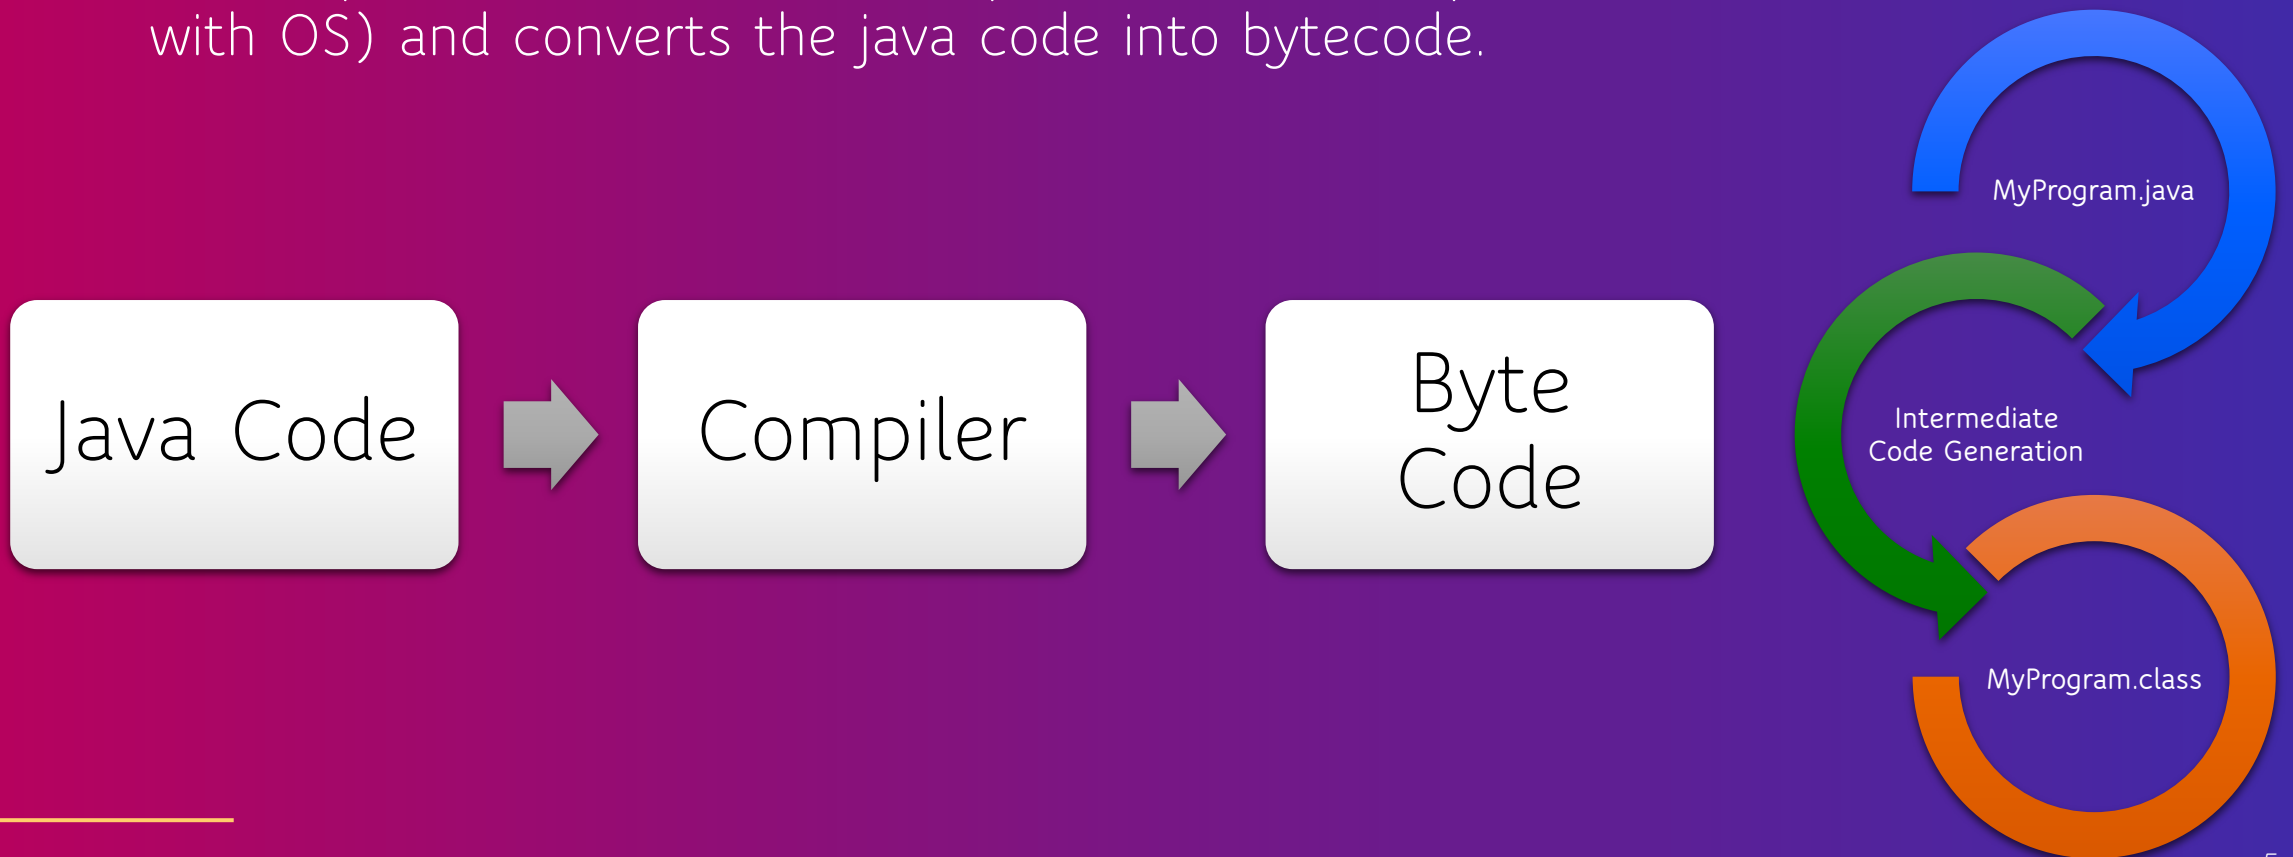 with OS) and converts the java code into bytecode.
Java Code
Compiler
Byte
Code
MyProgram.java
Intermediate
Code Generation
MyProgram.class